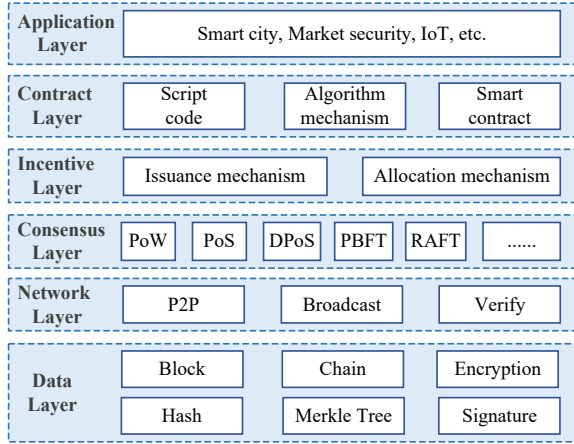 Application
Layer
Smart city, Market security, IoT, etc.
Contract
Layer
Script
code
Algorithm
mechanism
Smart
contract
Incentive
Layer
Issuance mechanism
Allocation mechanism
Consensus
Layer
PoW
PoS
DPoS
PBFT
RAFT
......
Network
Layer
P2P
Broadcast
Verify
Data
Layer
Block
Chain
Encryption
Hash
Merkle Tree
Signature